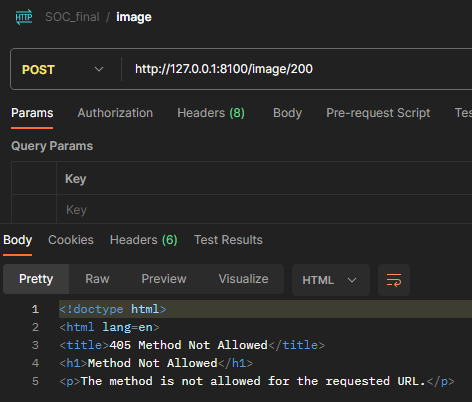 HTTP SOC_final / Image
POST http://127.0.0.1:8100/image/200
Params Authorization Headers (8) Body Pre-request Script Tes
Query Params
Key
Key
Body Cookies Headers (6) Test Results
Pretty Raw Preview Visualize HTML
1 <!doctype html>
2 <html lang=en>
3 <title>405 Method Not Allowed</title>
4 <h1>Method Not Allowed</h1>
5 <p>The method is not allowed for the requested URL.</p>